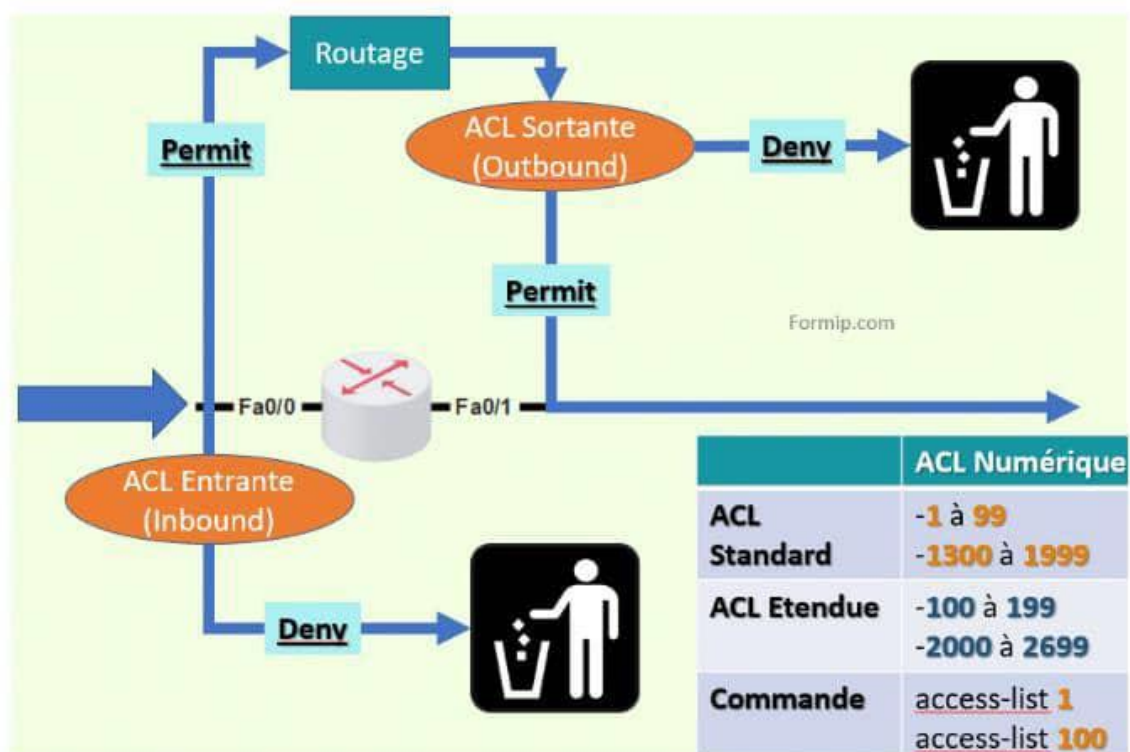 Routage
ACL Sortante
(Outbound)
Permit
Deny
Permit
Formip.com
Fa0/0
Fa0/1
ACL Entrante
(Inbound)
Deny
ACL Numérique
ACL
Standard
-1 à 99
-1300 à 1999
ACL Etendue
-100 à 199
-2000 à 2699
Commande
access-list 1
access-list 100